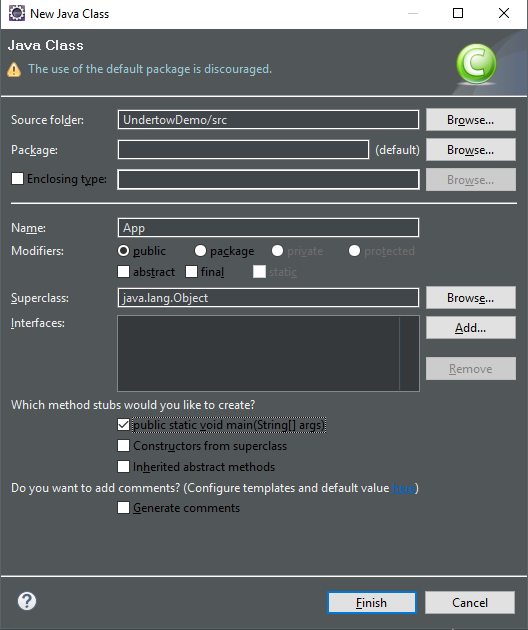 New Java Class
Java Class
The use of the default package is discouraged.
C
Source folder: UndertowDemo/src Browse...
Package: (default) Browse...
Enclosing type: Browse...
Name: App
Modifiers: public package private protected
abstract final static
Superclass: java.lang.Object Browse...
Interfaces: Add...
Remove
Which method stubs would you like to create?
public static void main(String[] args)
Constructors from superclass
Inherited abstract methods
Do you want to add comments? (Configure templates and default value here)
Generate comments
? Finish Cancel